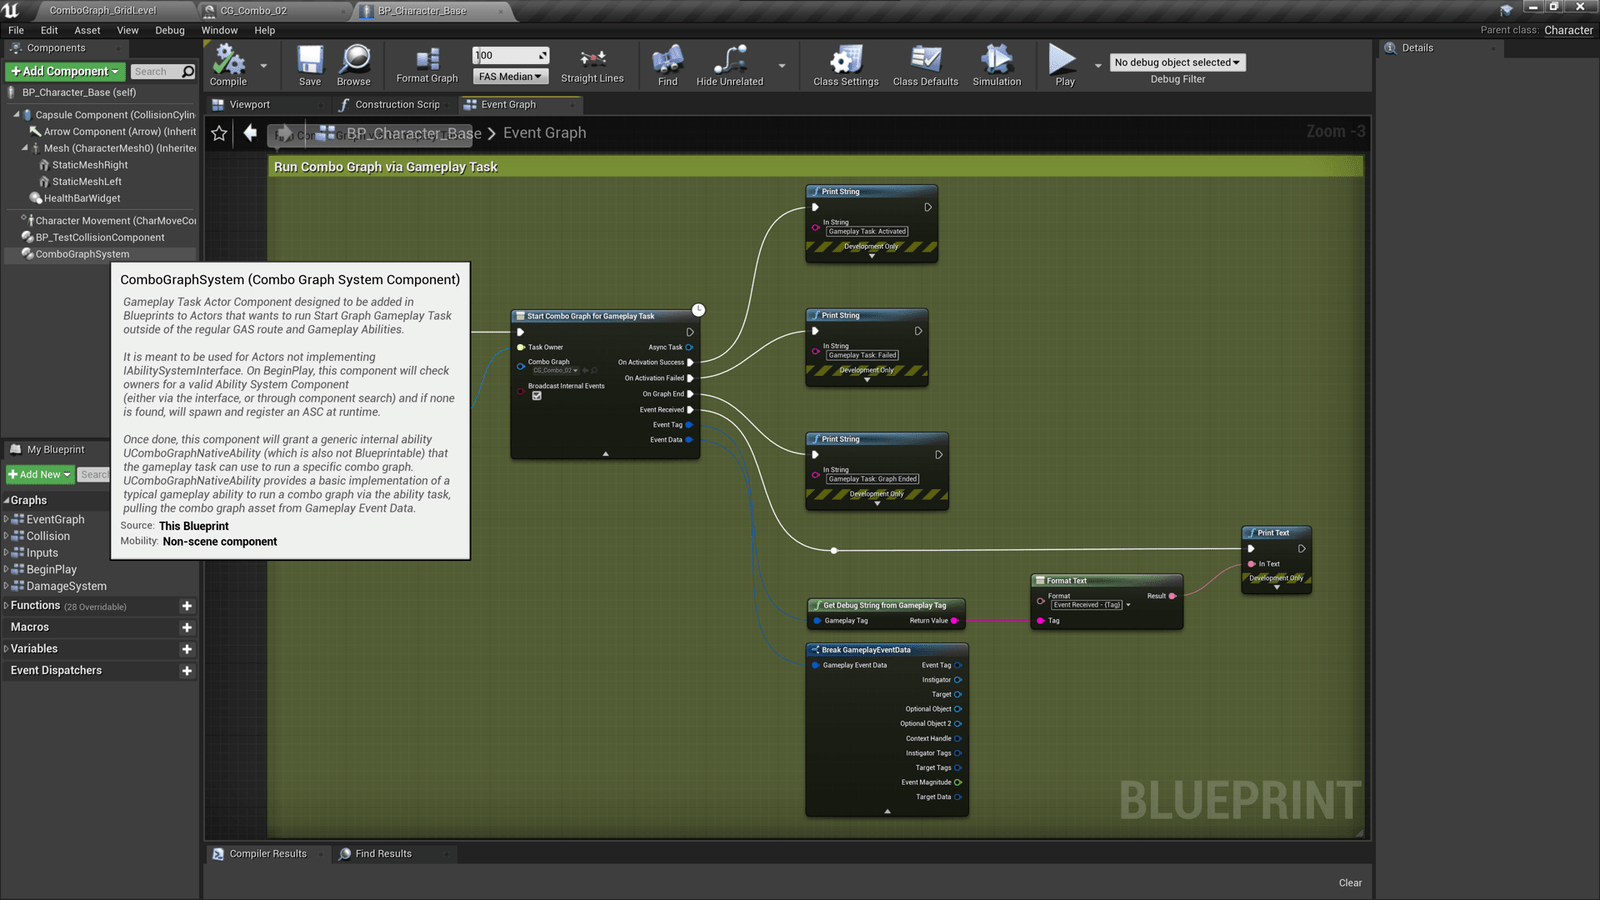 ComboGraph_GridLevel
CG_Combo_02
BP_Character_Base
File Edit Asset View Debug Window Help
Parent class: Character
Components
+Add Component
Search
BP_Character_Base (self)
Capsule Component (CollisionCylin
Arrow Component (Arrow) (Inherit
Mesh (CharacterMesh0) (Inherite
StaticMeshRight
StaticMeshLeft
HealthBarWidget
Character Movement (CharMoveCo
BP_TestCollisionComponent
ComboGraphSystem
Compile
Save
Browse
Format Graph
100
FAS Median
Straight Lines
Find
Hide Unrelated
Class Settings
Class Defaults
Simulation
Play
No debug object selected
Debug Filter
Details
Viewport
Construction Scrip
Event Graph
BP_Character_Base > Event Graph
Zoom -3
Run Combo Graph via Gameplay Task
ComboGraphSystem (Combo Graph System Component)
Gameplay Task Actor Component designed to be added in
Blueprints to Actors that wants to run Start Graph Gameplay Task
outside of the regular GAS route and Gameplay Abilities.
It is meant to be used for Actors not implementing
IAbilitySystemInterface. On BeginPlay, this component will check
owners for a valid Ability System Component
(either via the interface, or through component search) and if none
is found, will spawn and register an ASC at runtime.
Once done, this component will grant a generic internal ability
UComboGraphNativeAbility (which is also not Blueprintable) that
the gameplay task can use to run a specific combo graph.
UComboGraphNativeAbility provides a basic implementation of a
typical gameplay ability to run a combo graph via the ability task,
pulling the combo graph asset from Gameplay Event Data.
Source: This Blueprint
Mobility: Non-scene component
My Blueprint
+Add New
Searc
Graphs
EventGraph
Collision
Inputs
BeginPlay
DamageSystem
Functions (28 Overridable)
Macros
Variables
Event Dispatchers
Start Combo Graph for Gameplay Task
Task Owner
Async Task
Combo Graph
CG_Combo_02
On Activation Success
On Activation Failed
Broadcast Internal Events
On Graph End
Event Received
Event Tag
Event Data
Print String
In String
Gameplay Task: Activated
Development Only
Print String
In String
Gameplay Task: Failed
Development Only
Print String
In String
Gameplay Task: Graph Ended
Development Only
Print Text
In Text
Development Only
Format Text
Format
Event Received - {Tag}
Result
Tag
Get Debug String from Gameplay Tag
Gameplay Tag
Return Value
Break GameplayEventData
Gameplay Event Data
Event Tag
Instigator
Target
Optional Object
Optional Object 2
Context Handle
Instigator Tags
Target Tags
Event Magnitude
Target Data
BLUEPRINT
Compiler Results
Find Results
Clear